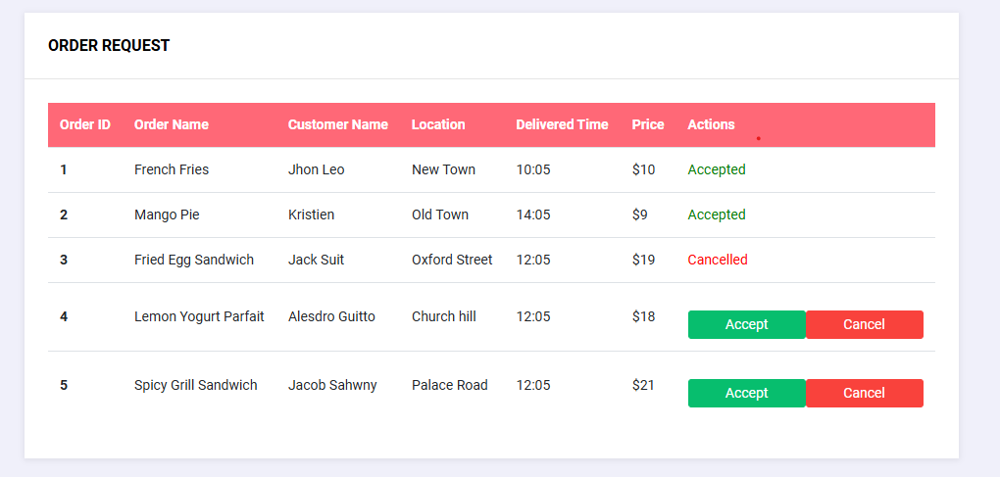 ORDER REQUEST
Order ID Order Name Customer Name Location Delivered Time Price Actions
1 French Fries Jhon Leo New Town 10:05 $10 Accepted
2 Mango Pie Kristien Old Town 14:05 $9 Accepted
3 Fried Egg Sandwich Jack Suit Oxford Street 12:05 $19 Cancelled
4 Lemon Yogurt Parfait Alesdro Guitto Church hill 12:05 $18 Accept Cancel
5 Spicy Grill Sandwich Jacob Sahwny Palace Road 12:05 $21 Accept Cancel